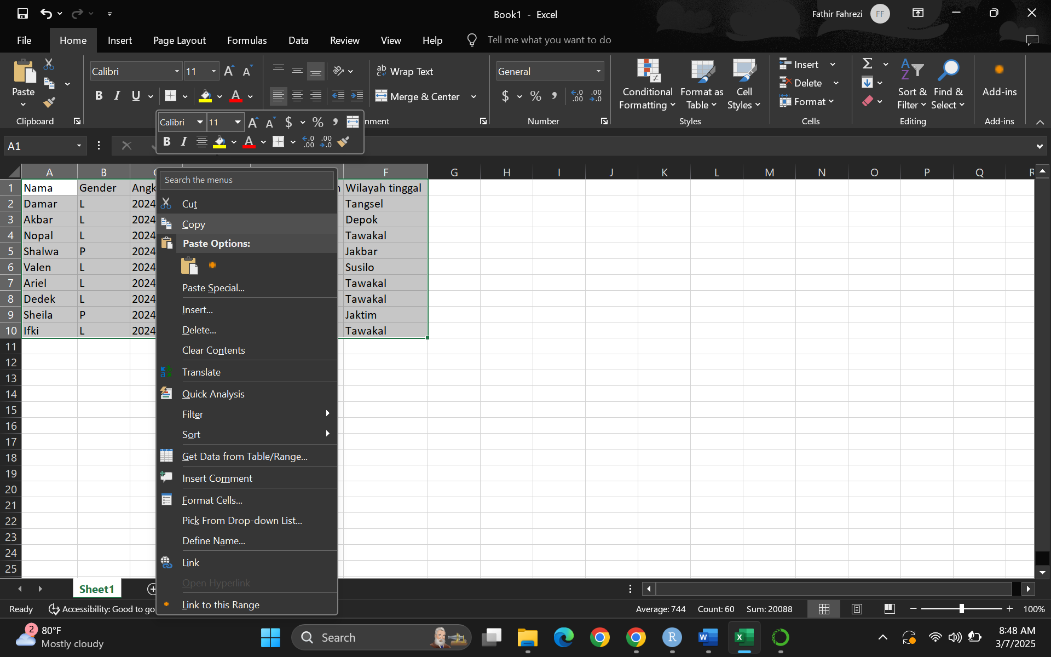 Book1 - Excel
Fathir Fahrezi
FF
File Home Insert Page Layout Formulas Data Review View Help Tell me what you want to do
Paste
Clipboard
Calibri 11
B I U
Wrap Text
Merge & Center
General
$ % ,
Number
Conditional Formatting
Format as Table
Cell Styles
Styles
Insert
Delete
Format
Cells
Sort & Filter
Find & Select
Editing
Add-ins
Add-ins
Calibri 11
$ % ,
B I
A1
A B F G H I J K L M N O P Q R
1 Nama Gender Angk Wilayah tinggal
2 Damar L 2024 Tangsel
3 Akbar L 2024 Depok
4 Nopal L 2024 Tawakal
5 Shalwa P 2024 Jakbar
6 Valen L 2024 Susilo
7 Ariel L 2024 Tawakal
8 Dedek L 2024 Tawakal
9 Sheila P 2024 Jaktim
10 Ifki L 2024 Tawakal
11
12
13
14
15
16
17
18
19
20
21
22
23
24
25
Search the menus
Cut
Copy
Paste Options:
Paste Special...
Insert...
Delete...
Clear Contents
Translate
Quick Analysis
Filter
Sort
Get Data from Table/Range...
Insert Comment
Format Cells...
Pick From Drop-down List...
Define Name...
Link
Open Hyperlink
Link to this Range
Sheet1
Ready Accessibility: Good to go
Average: 744 Count: 60 Sum: 20088
100%
2
80°F
Mostly cloudy
Search
8:48 AM
3/7/2025